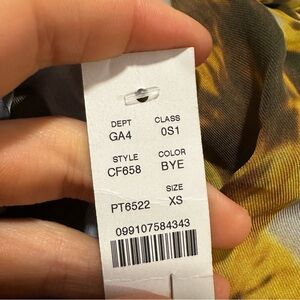 DEPT CLASS
GA4 0S1
STYLE COLOR
CF658 BYE
SIZE
PT6522 XS
099107584343